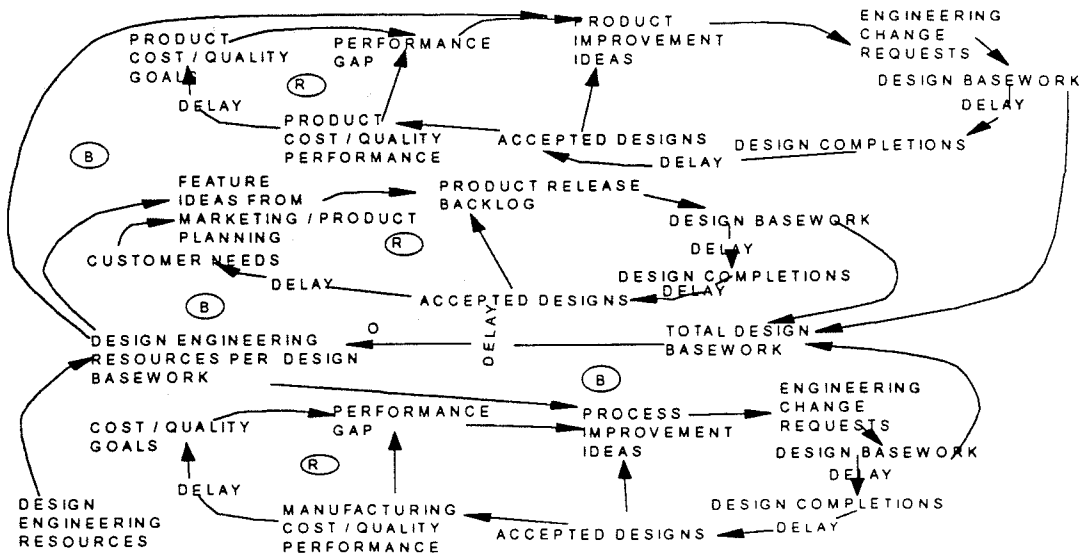 PRODUCT
COST / QUALITY
GOALS
PERFORMANCE
GAP
PRODUCT
IMPROVEMENT
IDEAS
ENGINEERING
CHANGE
REQUESTS
DESIGN BASEWORK
DELAY
DESIGN COMPLETIONS
DELAY
ACCEPTED DESIGNS
PRODUCT
COST / QUALITY
PERFORMANCE
DELAY
R
B
FEATURE
IDEAS FROM
MARKETING / PRODUCT
PLANNING
CUSTOMER NEEDS
PRODUCT RELEASE
BACKLOG
R
DESIGN BASEWORK
DELAY
DESIGN COMPLETIONS
DELAY
ACCEPTED DESIGNS
DELAY
B
DESIGN ENGINEERING
RESOURCES PER DESIGN
BASEWORK
O
DELAY
TOTAL DESIGN
BASEWORK
B
COST / QUALITY
GOALS
PERFORMANCE
GAP
PROCESS
IMPROVEMENT
IDEAS
ENGINEERING
CHANGE
REQUESTS
DESIGN BASEWORK
DELAY
DESIGN COMPLETIONS
DELAY
ACCEPTED DESIGNS
MANUFACTURING
COST / QUALITY
PERFORMANCE
DELAY
R
DESIGN
ENGINEERING
RESOURCES